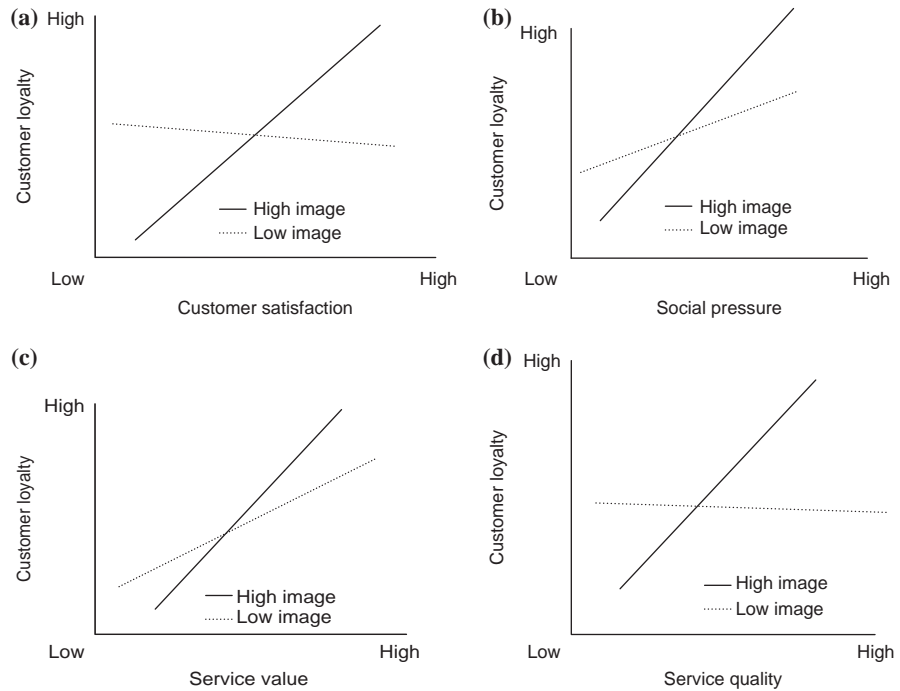 (a)
High
Customer loyalty
High image
Low image
Low
High
Customer satisfaction
(b)
High
Customer loyalty
High image
Low image
Low
High
Social pressure
(c)
High
Customer loyalty
High image
Low image
Low
High
Service value
(d)
High
Customer loyalty
High image
Low image
Low
High
Service quality